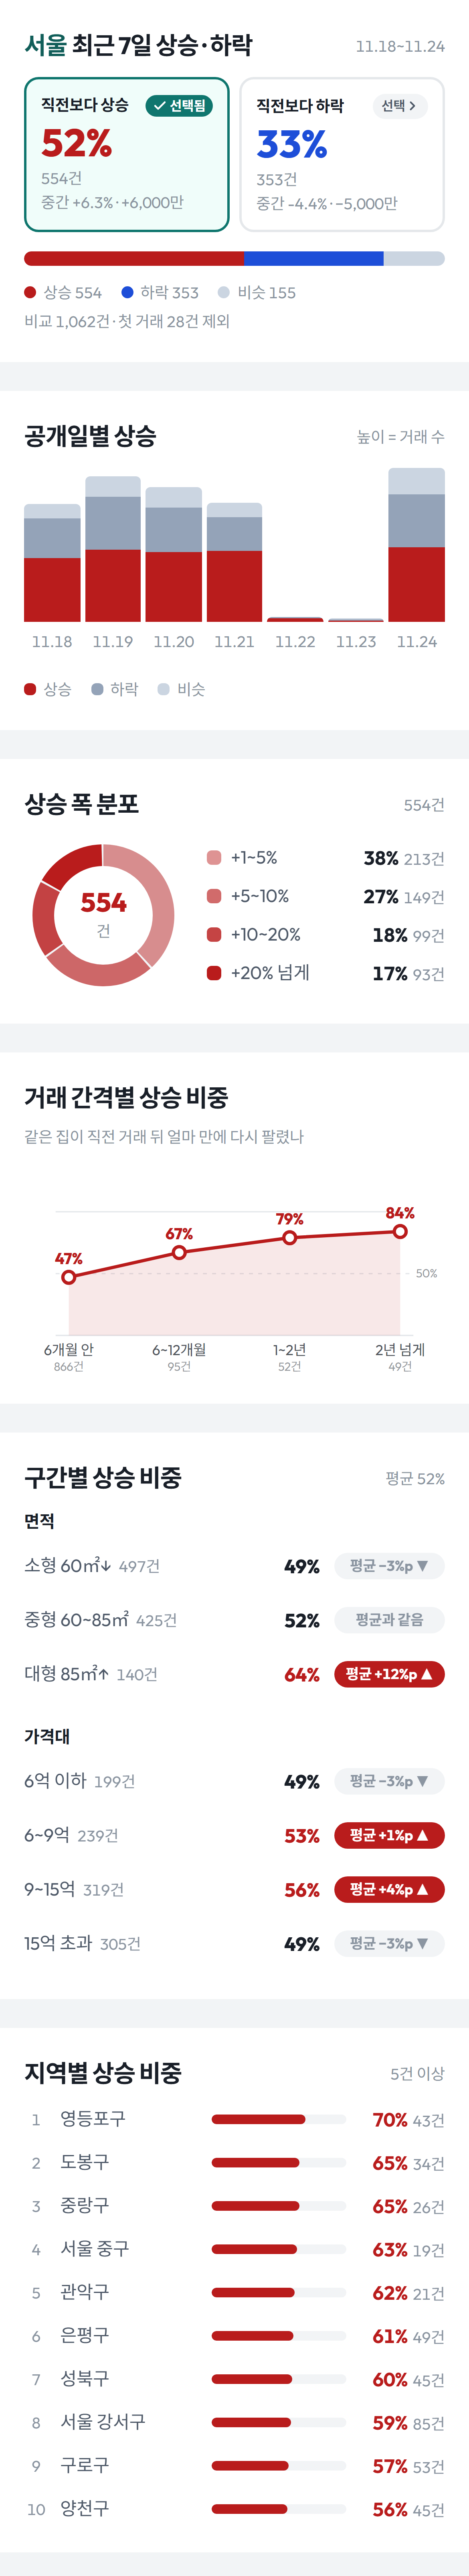 서울 최근 7일 상승·하락 11.18~11.24
직전보다 상승 ✓ 선택됨
52%
554건
중간 +6.3%·+6,000만
직전보다 하락 선택 >
33%
353건
중간 -4.4%·−5,000만
상승 554 하락 353 비슷 155
비교 1,062건·첫 거래 28건 제외
공개일별 상승 높이 = 거래 수
11.18 11.19 11.20 11.21 11.22 11.23 11.24
상승 하락 비슷
상승 폭 분포 554건
554
건
+1~5% 38% 213건
+5~10% 27% 149건
+10~20% 18% 99건
+20% 넘게 17% 93건
거래 간격별 상승 비중
같은 집이 직전 거래 뒤 얼마 만에 다시 팔렸나
47% 67% 79% 84%
50%
6개월 안 6~12개월 1~2년 2년 넘게
866건 95건 52건 49건
구간별 상승 비중 평균 52%
면적
소형 60㎡↓ 497건 49% 평균 −3%p ▼
중형 60~85㎡ 425건 52% 평균과 같음
대형 85㎡↑ 140건 64% 평균 +12%p ▲
가격대
6억 이하 199건 49% 평균 −3%p ▼
6~9억 239건 53% 평균 +1%p ▲
9~15억 319건 56% 평균 +4%p ▲
15억 초과 305건 49% 평균 −3%p ▼
지역별 상승 비중 5건 이상
1 영등포구 70% 43건
2 도봉구 65% 34건
3 중랑구 65% 26건
4 서울 중구 63% 19건
5 관악구 62% 21건
6 은평구 61% 49건
7 성북구 60% 45건
8 서울 강서구 59% 85건
9 구로구 57% 53건
10 양천구 56% 45건